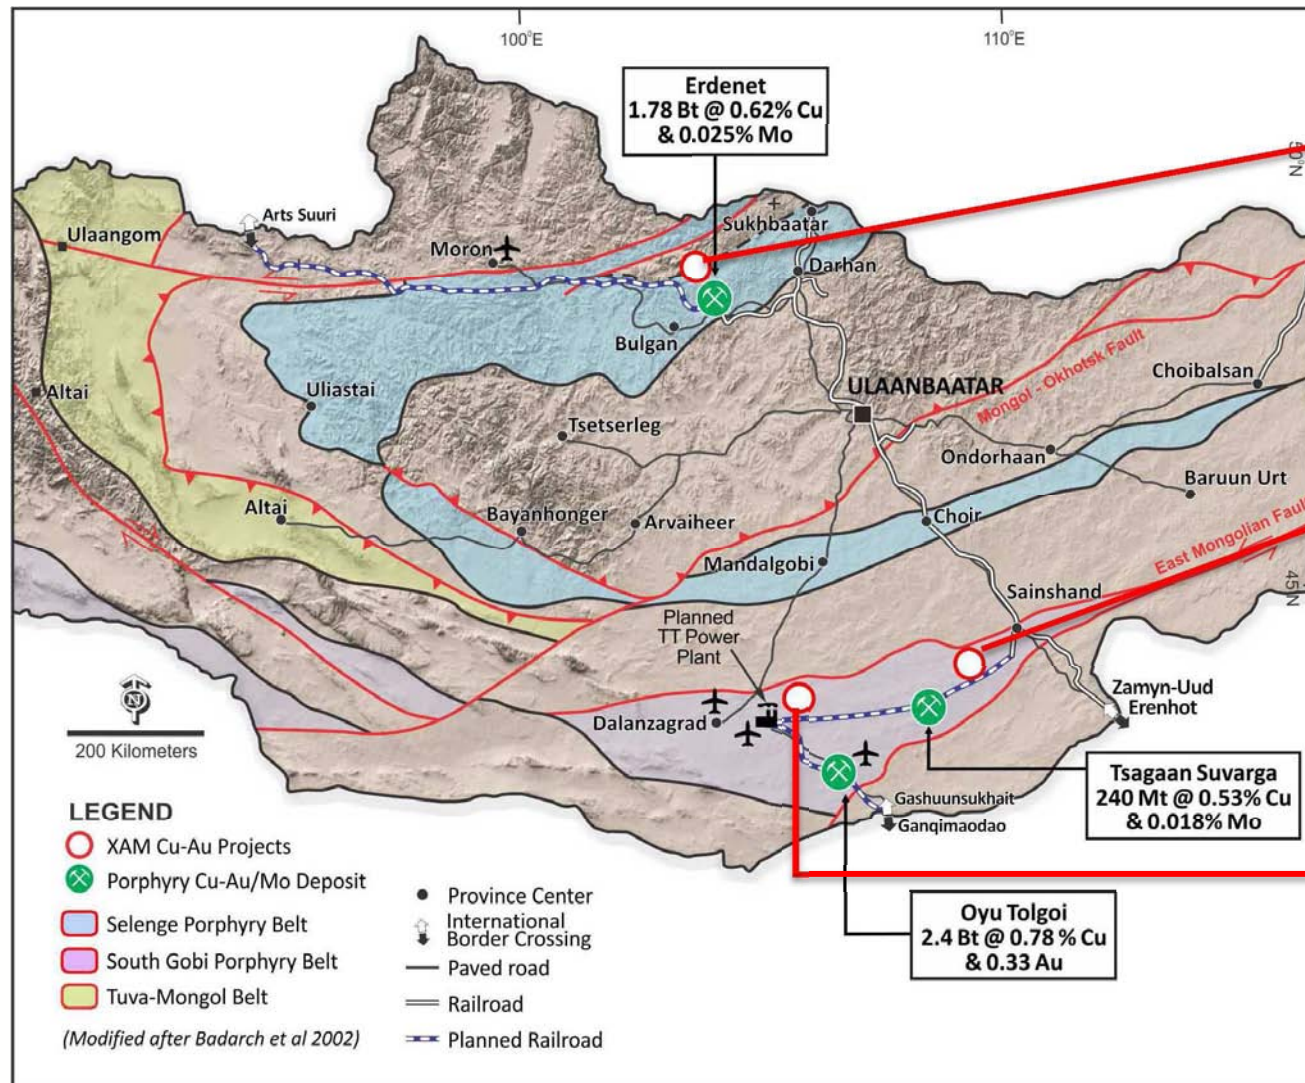 100°E
110°E
Erdenet
1.78 Bt @ 0.62% Cu
& 0.025% Mo
50°N
Arts Suuri
Ulaangom
Moron
Sukhbaatar
Darhan
Bulgan
Altai
Uliastai
ULAANBAATAR
Mongol - Okhotsk Fault
Choibalsan
Tsetserleg
Ondorhaan
Baruun Urt
Altai
Bayanhonger
Arvaiheer
Choir
Mandalgobi
East Mongolian Fault
45°N
Sainshand
Planned
TT Power
Plant
N
200 Kilometers
Dalanzagrad
Zamyn-Uud
Erenhot
Tsagaan Suvarga
240 Mt @ 0.53% Cu
& 0.018% Mo
Gashuunsukhait
Ganqimaodao
Oyu Tolgoi
2.4 Bt @ 0.78 % Cu
& 0.33 Au
LEGEND
XAM Cu-Au Projects
Porphyry Cu-Au/Mo Deposit
Selenge Porphyry Belt
South Gobi Porphyry Belt
Tuva-Mongol Belt
(Modified after Badarch et al 2002)
Province Center
International
Border Crossing
Paved road
Railroad
Planned Railroad